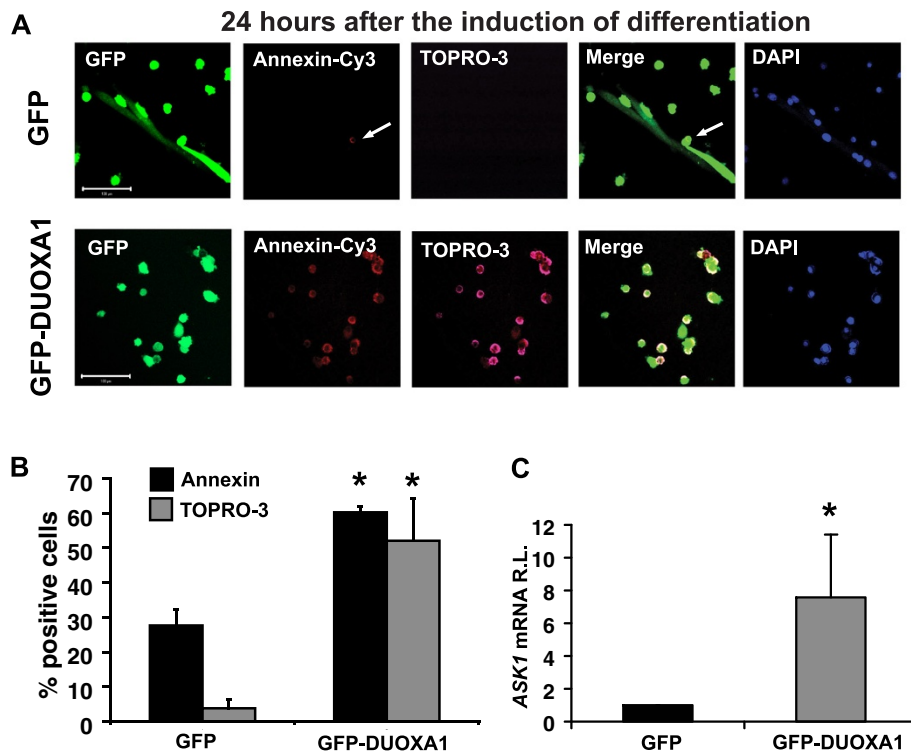 24 hours after the induction of differentiation
A
GFP
GFP
Annexin-Cy3
TOPRO-3
Merge
DAPI
GFP-DUOXA1
GFP
Annexin-Cy3
TOPRO-3
Merge
DAPI
B
% positive cells
70
60
50
40
30
20
10
0
Annexin
TOPRO-3
* *
GFP
GFP-DUOXA1
C
ASK1 mRNA R.L.
12
10
8
6
4
2
0
*
GFP
GFP-DUOXA1